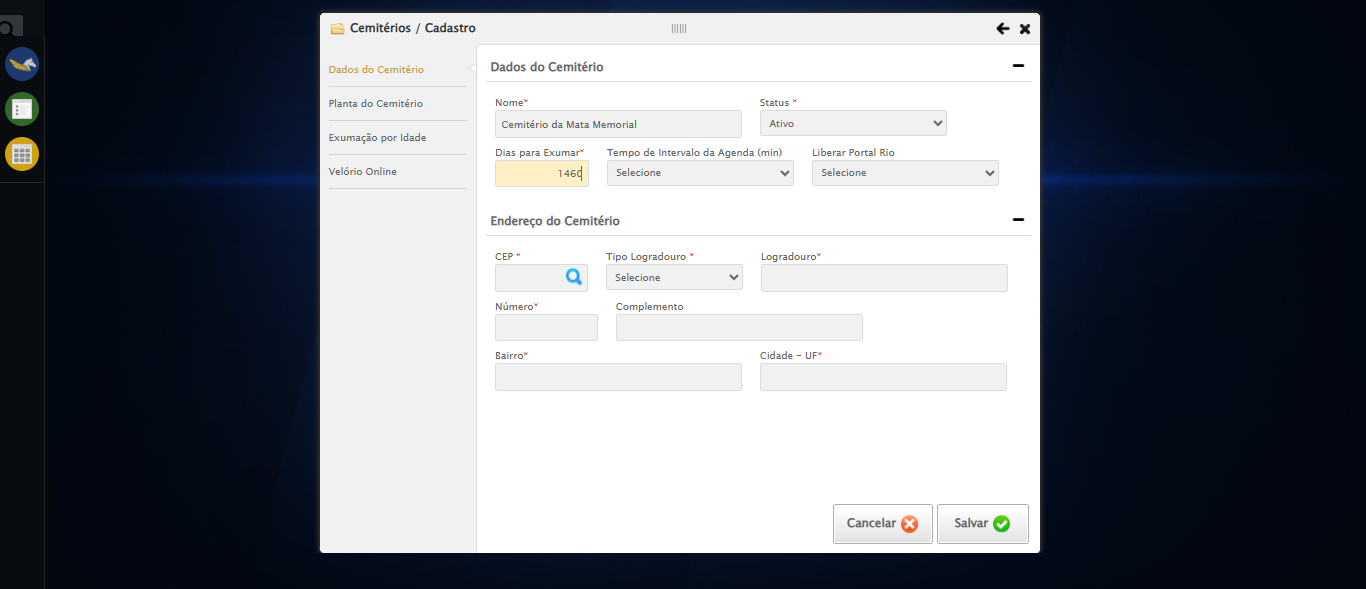 Cemitérios / Cadastro
Dados do Cemitério
Planta do Cemitério
Exumação por Idade
Velório Online
Dados do Cemitério
Nome* Status *
Cemitério da Mata Memorial Ativo
Dias para Exumar* Tempo de Intervalo da Agenda (min) Liberar Portal Rio
1460 Selecione Selecione
Endereço do Cemitério
CEP * Tipo Logradouro * Logradouro*
Selecione
Número* Complemento
Bairro* Cidade - UF*
Cancelar Salvar